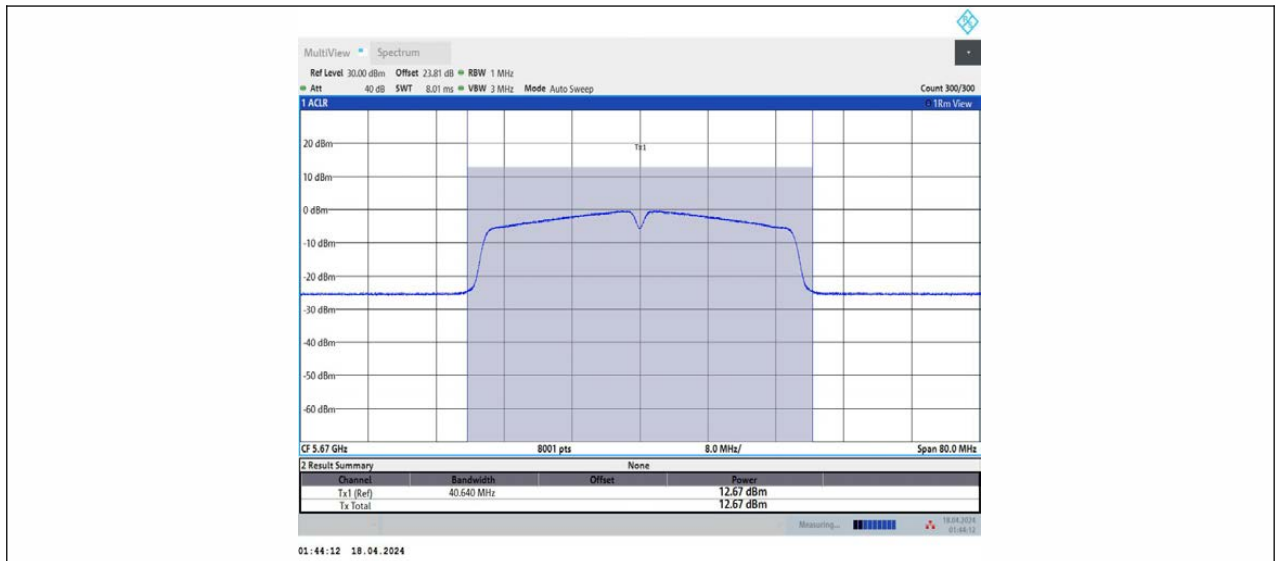 MultiView Spectrum
Ref Level 30.00 dBm Offset 23.81 dB RBW 1 MHz
Att 40 dB SWT 8.01 ms VBW 3 MHz Mode Auto Sweep Count 300/300
1 ACLR 1Rm View
20 dBm
Tx1
10 dBm
0 dBm
-10 dBm
-20 dBm
-30 dBm
-40 dBm
-50 dBm
-60 dBm
CF 5.67 GHz 8001 pts 8.0 MHz/ Span 80.0 MHz
2 Result Summary None
Channel Bandwidth Offset Power
Tx1 (Ref) 40.640 MHz 12.67 dBm
Tx Total 12.67 dBm
Measuring... 18.04.2024
01:44:12
01:44:12 18.04.2024